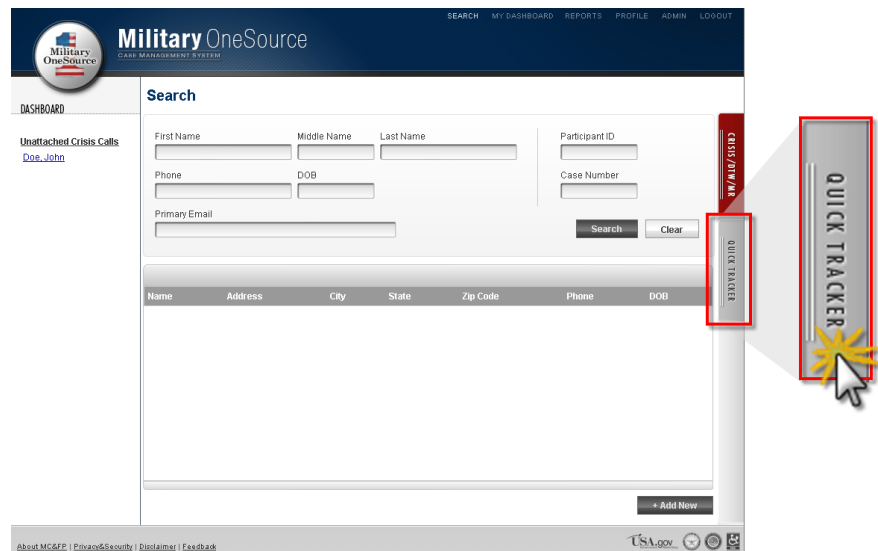 SEARCH MY DASHBOARD REPORTS PROFILE ADMIN LOGOUT
Military OneSource
CASE MANAGEMENT SYSTEM
Military
OneSource
DASHBOARD
Unattached Crisis Calls
Doe, John
Search
First Name Middle Name Last Name Participant ID
Phone DOB Case Number
Primary Email
Search Clear
CRISIS/DTW/MR
QUICK TRACKER
QUICK TRACKER
Name Address City State Zip Code Phone DOB
+ Add New
About MC&FP | Privacy&Security | Disclaimer | Feedback
USA.gov